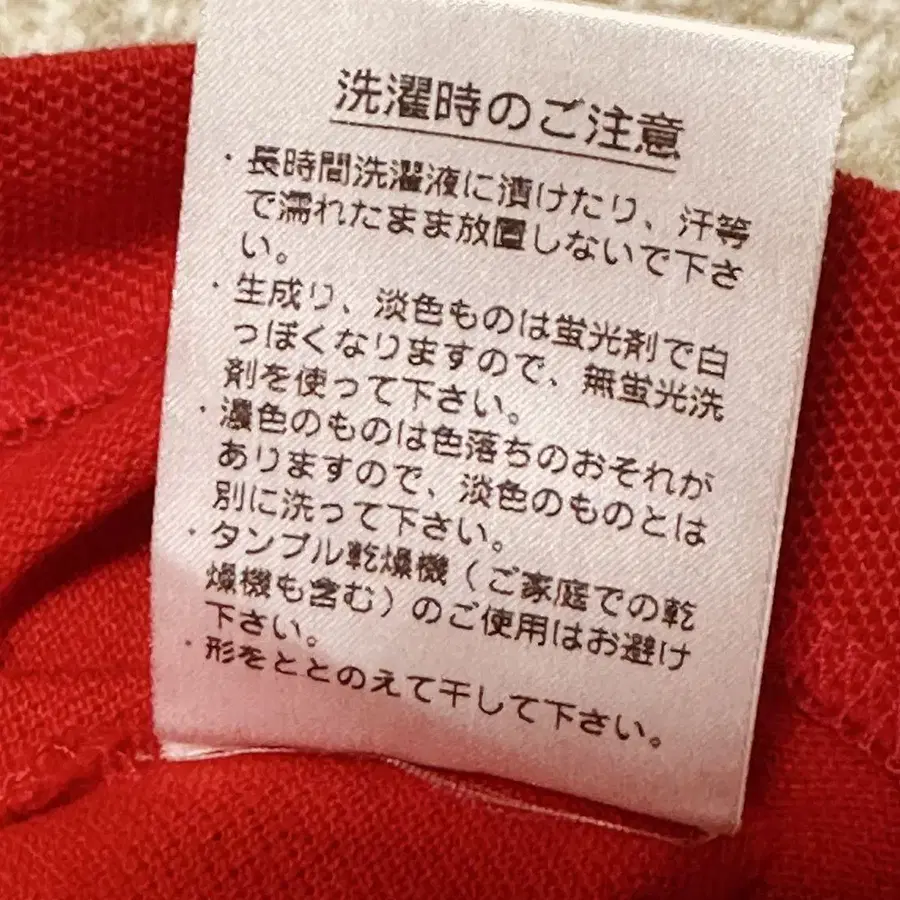 洗濯時のご注意
・長時間洗濯液に漬けたり、汗等
で濡れたまま放置しないで下さ
い。
・生成り、淡色ものは蛍光剤で白
っぽくなりますので、無蛍光洗
剤を使って下さい。
・濃色のものは色落ちのおそれが
ありますので、淡色のものとは
別に洗って下さい。
・タンブル乾燥機（ご家庭での乾
燥機も含む）のご使用はお避け
下さい。
・形をととのえて干して下さい。